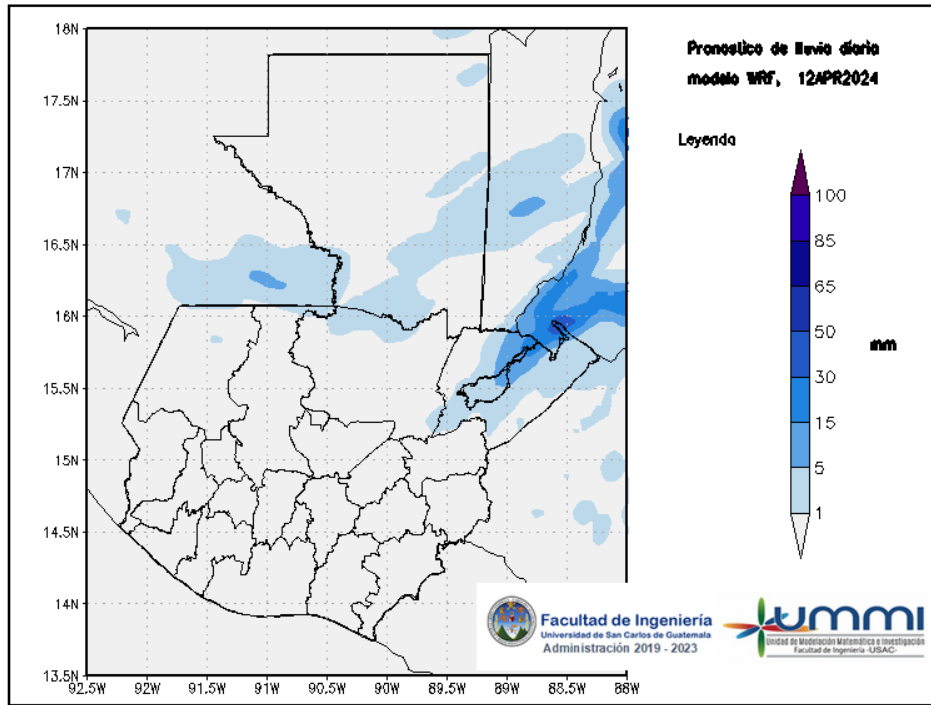 Pronostico de lluvia diaria
modelo WRF, 12APR2024
Leyenda
100
85
65
50
30
15
5
1
mm
18N
17.5N
17N
16.5N
16N
15.5N
15N
14.5N
14N
13.5N
92.5W
92W
91.5W
91W
90.5W
90W
89.5W
89W
88.5W
88W
Facultad de Ingeniería
Universidad de San Carlos de Guatemala
Administración 2019 - 2023
UMMI
Unidad de Modelación Matemática e Investigación
Facultad de Ingeniería -USAC-